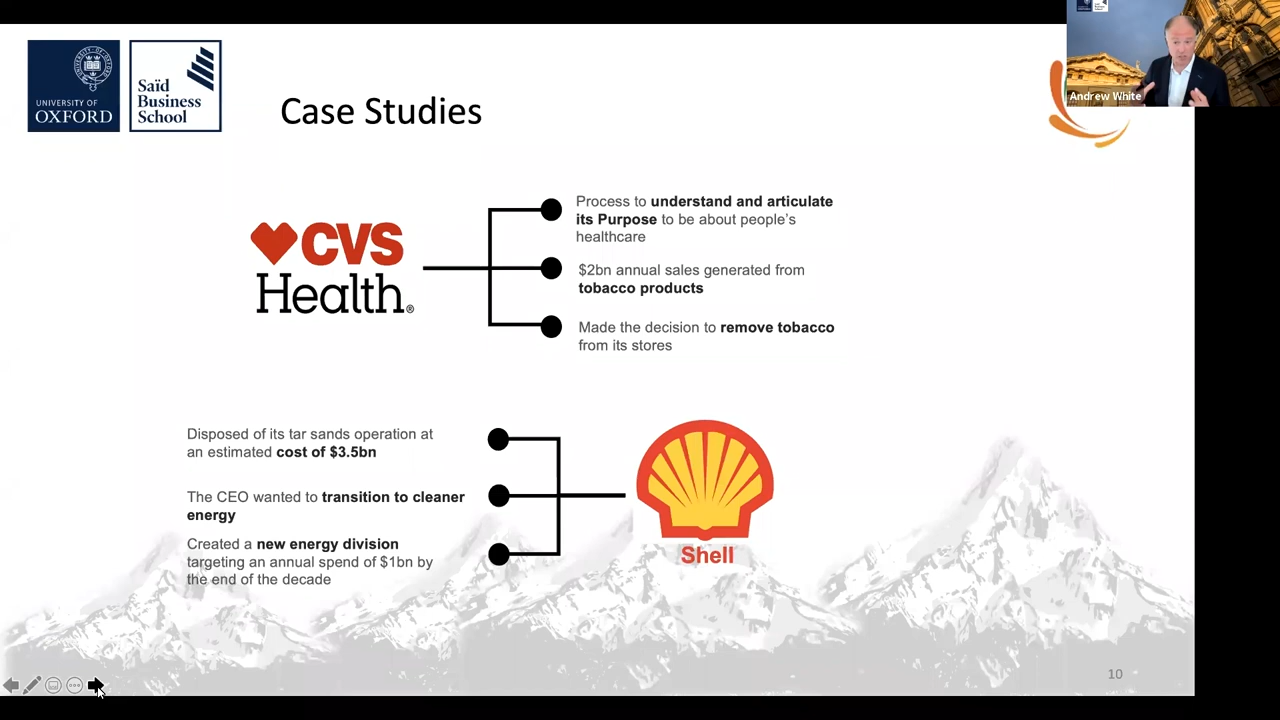 UNIVERSITY OF
OXFORD
Saïd
Business
School
Case Studies
Andrew White
CVS
Health®
Process to understand and articulate
its Purpose to be about people's
healthcare
$2bn annual sales generated from
tobacco products
Made the decision to remove tobacco
from its stores
Disposed of its tar sands operation at
an estimated cost of $3.5bn
The CEO wanted to transition to cleaner
energy
Created a new energy division
targeting an annual spend of $1bn by
the end of the decade
Shell
10